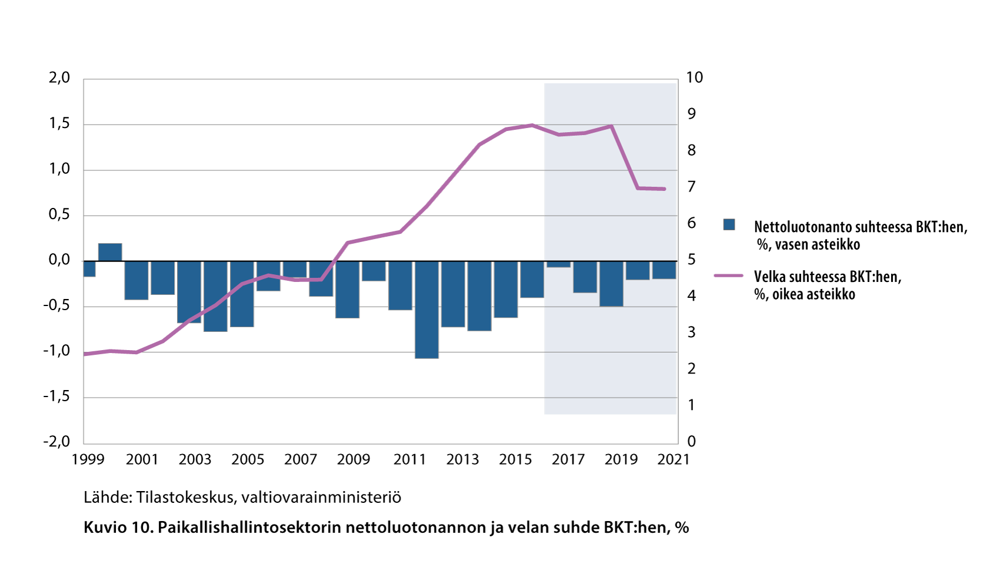 2,0
1,5
1,0
0,5
0,0
-0,5
-1,0
-1,5
-2,0
10
9
8
7
6
5
4
3
2
1
0
1999 2001 2003 2005 2007 2009 2011 2013 2015 2017 2019 2021
Nettoluotonanto suhteessa BKT:hen,
%, vasen asteikko
Velka suhteessa BKT:hen,
%, oikea asteikko
Lähde: Tilastokeskus, valtiovarainministeriö
Kuvio 10. Paikallishallintosektorin nettoluotonannon ja velan suhde BKT:hen, %